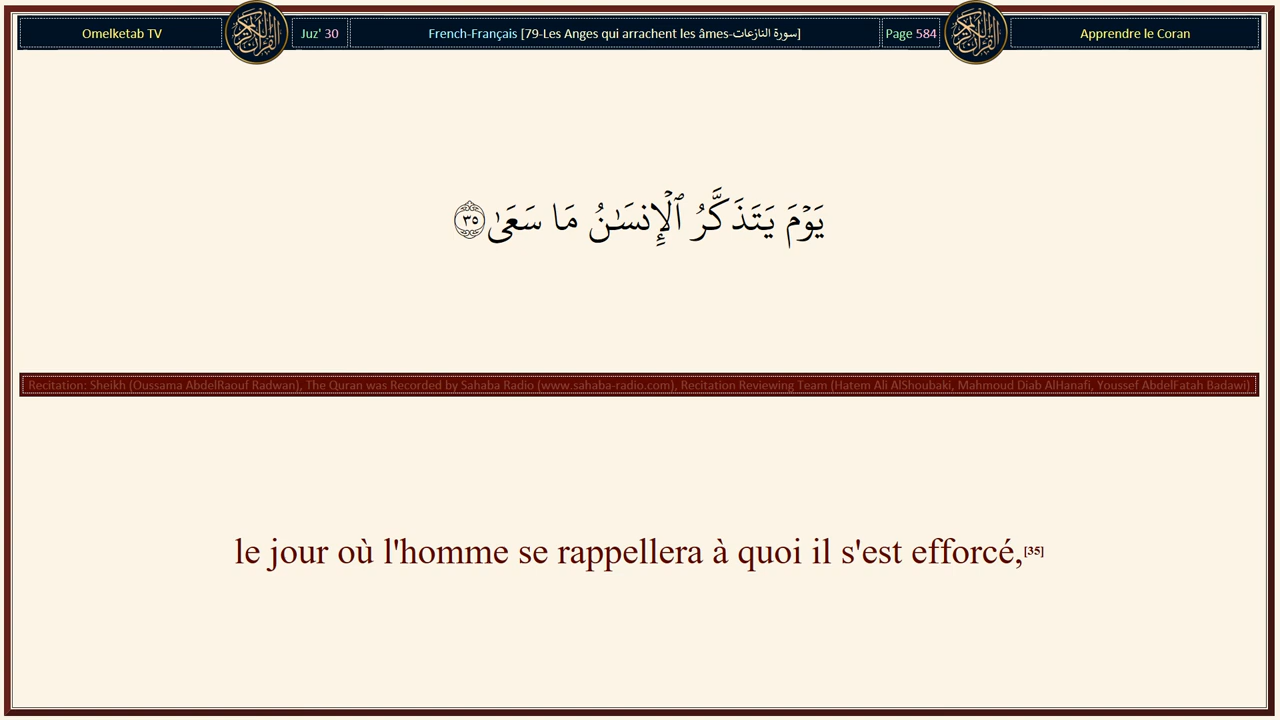 Omelketab TV
Juz' 30
French-Français [79-Les Anges qui arrachent les âmes-سورة النازعات]
Page 584
Apprendre le Coran
يَوۡمَ يَتَذَكَّرُ ٱلۡإِنسَٰنُ مَا سَعَىٰ ٣٥
Recitation: Sheikh (Oussama AbdelRaouf Radwan), The Quran was Recorded by Sahaba Radio (www.sahaba-radio.com), Recitation Reviewing Team (Hatem Ali AlShoubaki, Mahmoud Diab AlHanafi, Youssef AbdelFatah Badawi)
le jour où l'homme se rappellera à quoi il s'est efforcé,[35]